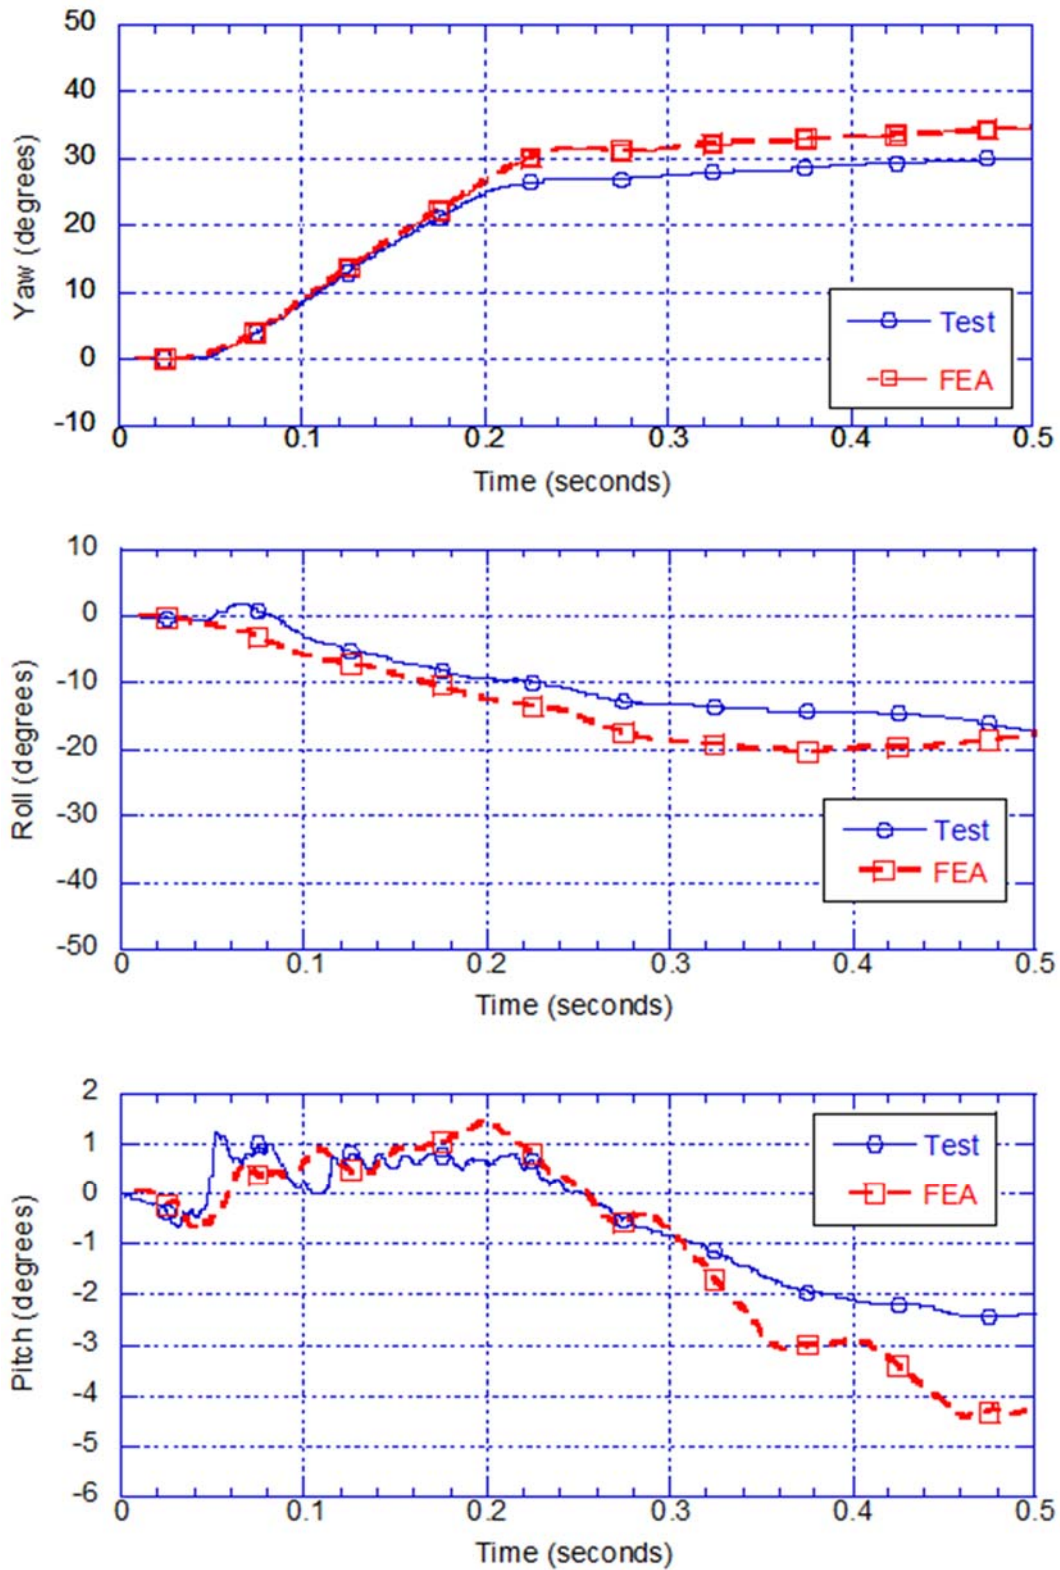 50
40
30
20
10
0
-10
Yaw (degrees)
0 0.1 0.2 0.3 0.4 0.5
Time (seconds)
Test
FEA
10
0
-10
-20
-30
-40
-50
Roll (degrees)
0 0.1 0.2 0.3 0.4 0.5
Time (seconds)
Test
FEA
2
1
0
-1
-2
-3
-4
-5
-6
Pitch (degrees)
0 0.1 0.2 0.3 0.4 0.5
Time (seconds)
Test
FEA